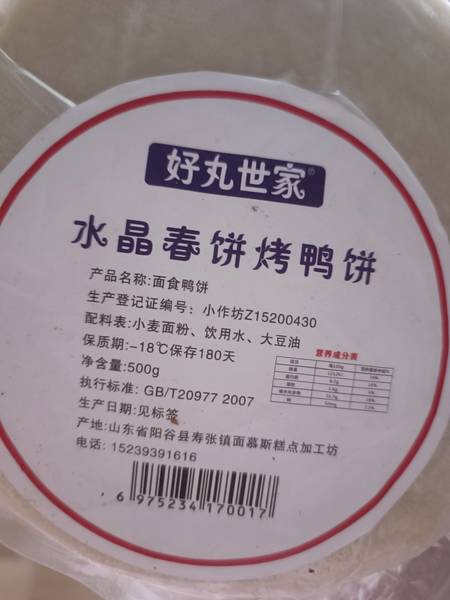 好丸世家®
水晶春饼烤鸭饼
产品名称:面食鸭饼
生产登记证编号: 小作坊Z15200430
配料表:小麦面粉、饮用水、大豆油
保质期:-18℃保存180天
净含量:500g
执行标准: GB/T20977 2007
生产日期:见标签
产地:山东省阳谷县寿张镇面慕斯糕点加工坊
电话: 15239391616
营养成分表
6 975234 170017